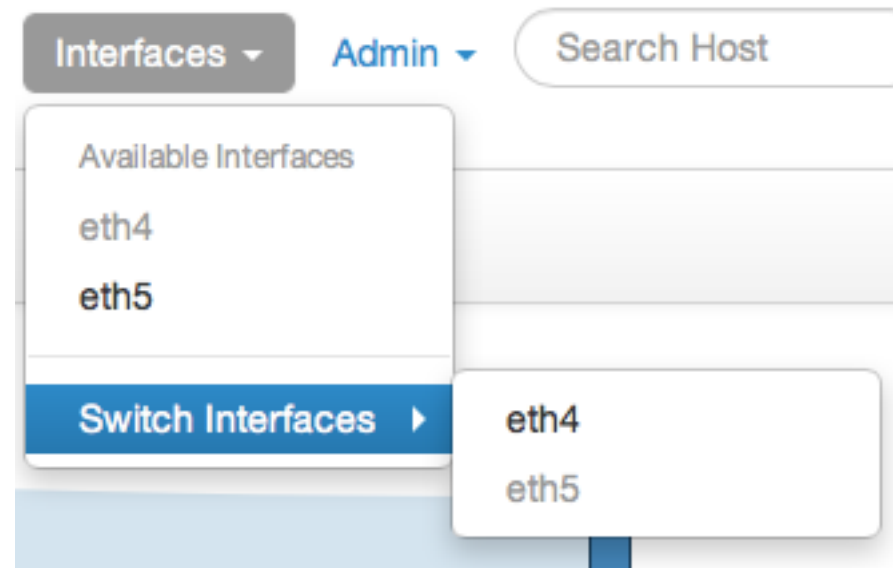 Interfaces
Admin
Search Host
Available Interfaces
eth4
eth5
Switch Interfaces
eth4
eth5